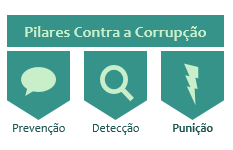 Pilares Contra a Corrupção
Prevenção
Detecção
Punição